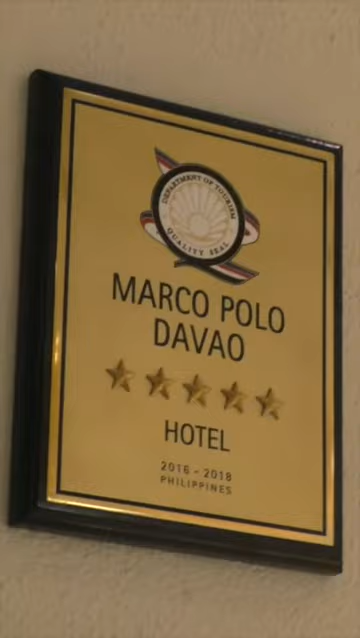 DEPARTMENT OF TOURISM
QUALITY SEAL
MARCO POLO
DAVAO
HOTEL
2016 - 2018
PHILIPPINES